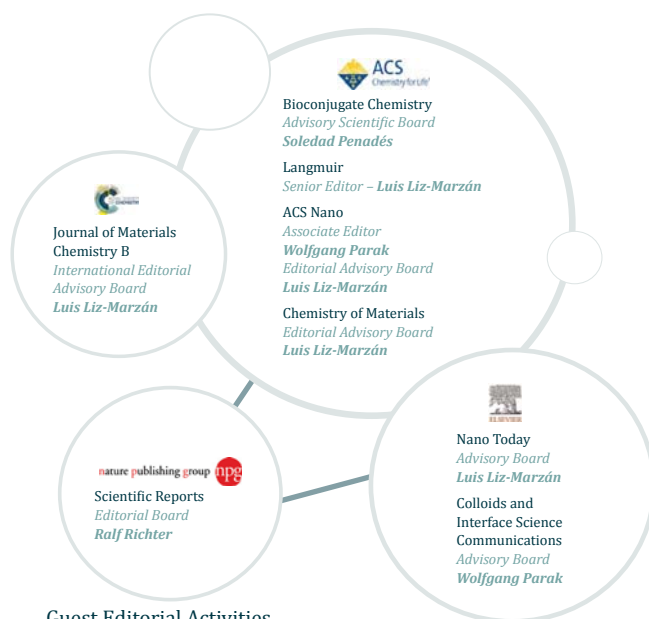 ACS
Chemistry for Life®
Bioconjugate Chemistry
Advisory Scientific Board
Soledad Penadés
Langmuir
Senior Editor – Luis Liz-Marzán
ACS Nano
Associate Editor
Wolfgang Parak
Editorial Advisory Board
Luis Liz-Marzán
Chemistry of Materials
Editorial Advisory Board
Luis Liz-Marzán
Journal of Materials
Chemistry B
International Editorial
Advisory Board
Luis Liz-Marzán
nature publishing group npg
Scientific Reports
Editorial Board
Ralf Richter
ELSEVIER
Nano Today
Advisory Board
Luis Liz-Marzán
Colloids and
Interface Science
Communications
Advisory Board
Wolfgang Parak
Guest Editorial Activities